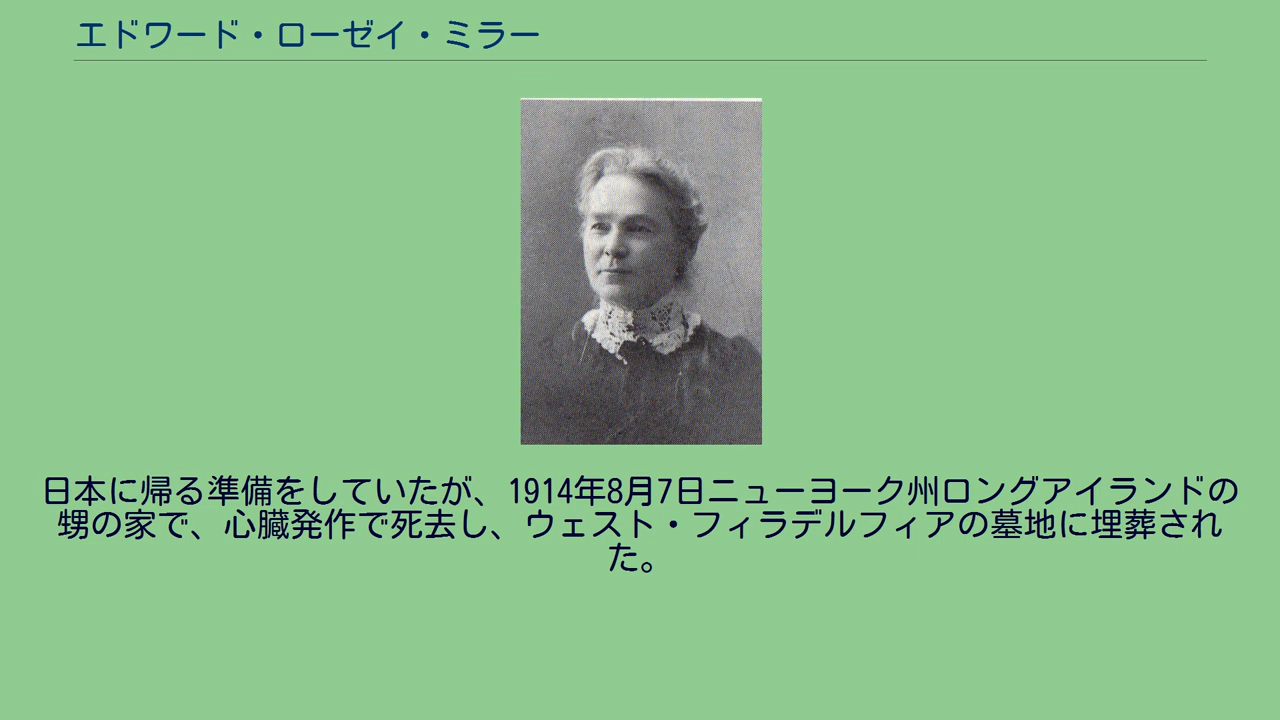 エドワード・ローゼイ・ミラー
日本に帰る準備をしていたが、1914年8月7日ニューヨーク州ロングアイランドの
甥の家で、心臓発作で死去し、ウェスト・フィラデルフィアの墓地に埋葬され
た。